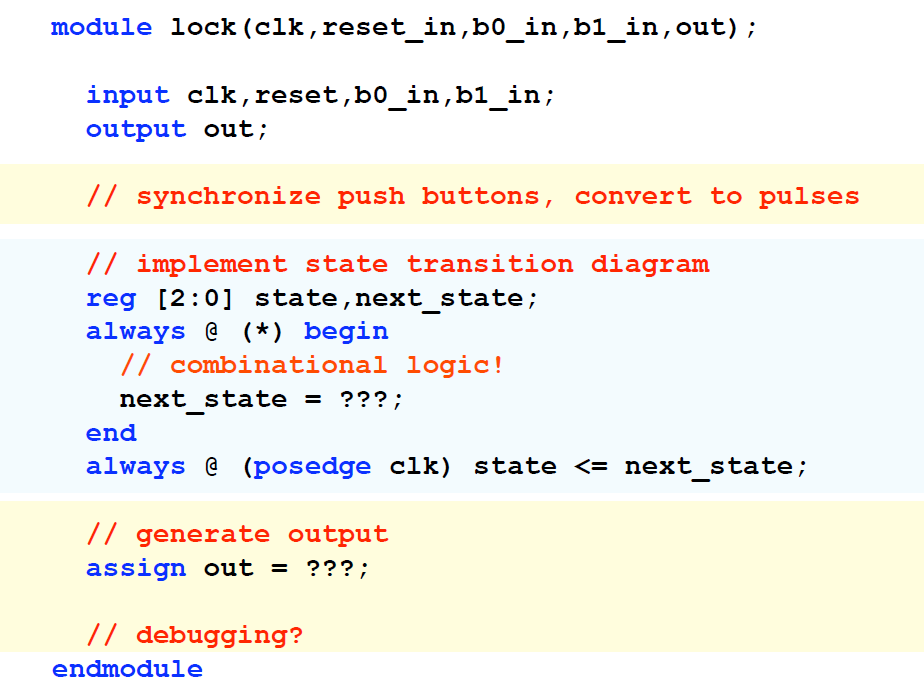 module lock(clk,reset_in,b0_in,b1_in,out);
input clk,reset,b0_in,b1_in;
output out;
// synchronize push buttons, convert to pulses
// implement state transition diagram
reg [2:0] state,next_state;
always @ (*) begin
// combinational logic!
next_state = ???;
end
always @ (posedge clk) state <= next_state;
// generate output
assign out = ???;
// debugging?
endmodule